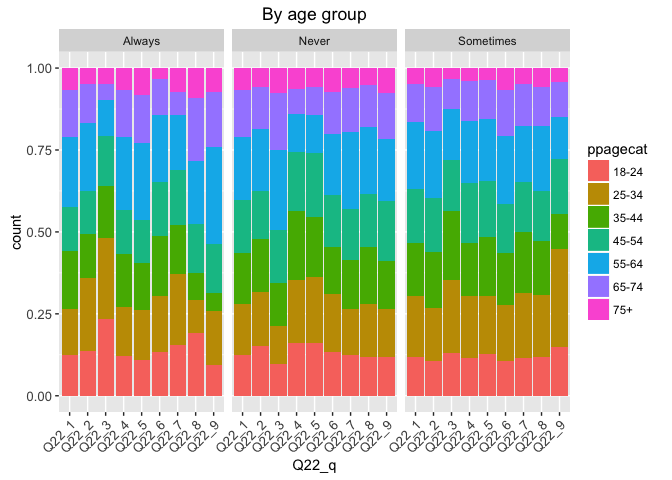 By age group
Always
Never
Sometimes
1.00
0.75
0.50
0.25
0.00
count
Q22_1
Q22_2
Q22_3
Q22_4
Q22_5
Q22_6
Q22_7
Q22_8
Q22_9
Q22_1
Q22_2
Q22_3
Q22_4
Q22_5
Q22_6
Q22_7
Q22_8
Q22_9
Q22_1
Q22_2
Q22_3
Q22_4
Q22_5
Q22_6
Q22_7
Q22_8
Q22_9
Q22_q
ppagecat
18-24
25-34
35-44
45-54
55-64
65-74
75+